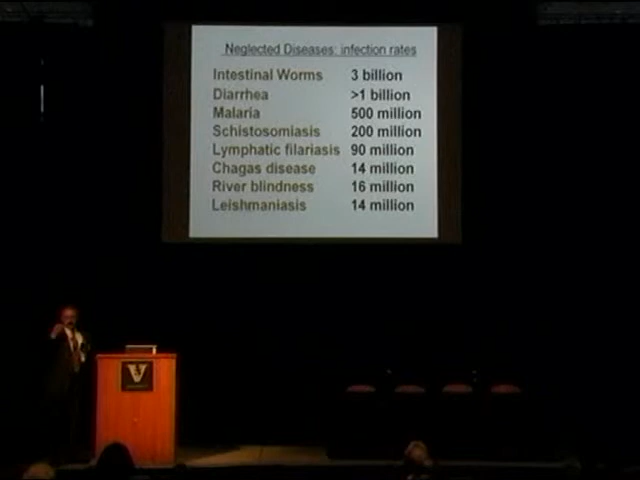 Neglected Diseases: infection rates
Intestinal Worms 3 billion
Diarrhea >1 billion
Malaria 500 million
Schistosomiasis 200 million
Lymphatic filariasis 90 million
Chagas disease 14 million
River blindness 16 million
Leishmaniasis 14 million
V